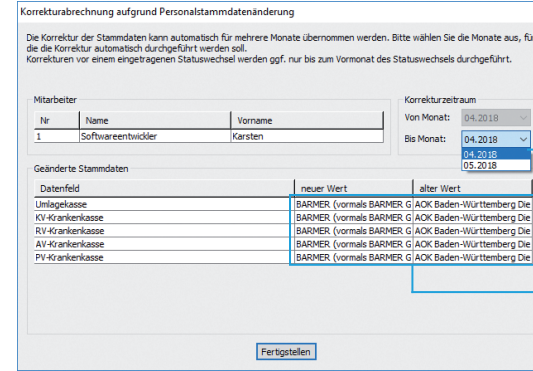 Korrekturabrechnung aufgrund Personalstammdatenänderung
Die Korrektur der Stammdaten kann automatisch für mehrere Monate übernommen werden. Bitte wählen Sie die Monate aus, fü
die die Korrektur automatisch durchgeführt werden soll.
Korrekturen vor einem eingetragenen Statuswechsel werden ggf. nur bis zum Vormonat des Statuswechsels durchgeführt.
Mitarbeiter
Nr Name Vorname
1 Softwareentwickler Karsten
Korrekturzeitraum
Von Monat: 04.2018
Bis Monat: 04.2018
04.2018
05.2018
Geänderte Stammdaten
Datenfeld neuer Wert alter Wert
Umlagekasse BARMER (vormals BARMER G AOK Baden-Württemberg Die
KV-Krankenkasse BARMER (vormals BARMER G AOK Baden-Württemberg Die
RV-Krankenkasse BARMER (vormals BARMER G AOK Baden-Württemberg Die
AV-Krankenkasse BARMER (vormals BARMER G AOK Baden-Württemberg Die
PV-Krankenkasse BARMER (vormals BARMER G AOK Baden-Württemberg Die
Fertigstellen